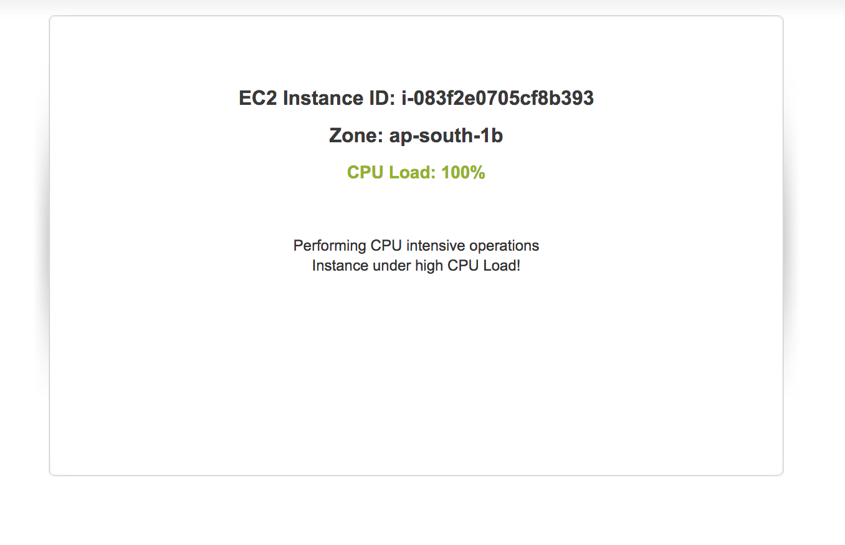 EC2 Instance ID: i-083f2e0705cf8b393
Zone: ap-south-1b
CPU Load: 100%
Performing CPU intensive operations
Instance under high CPU Load!